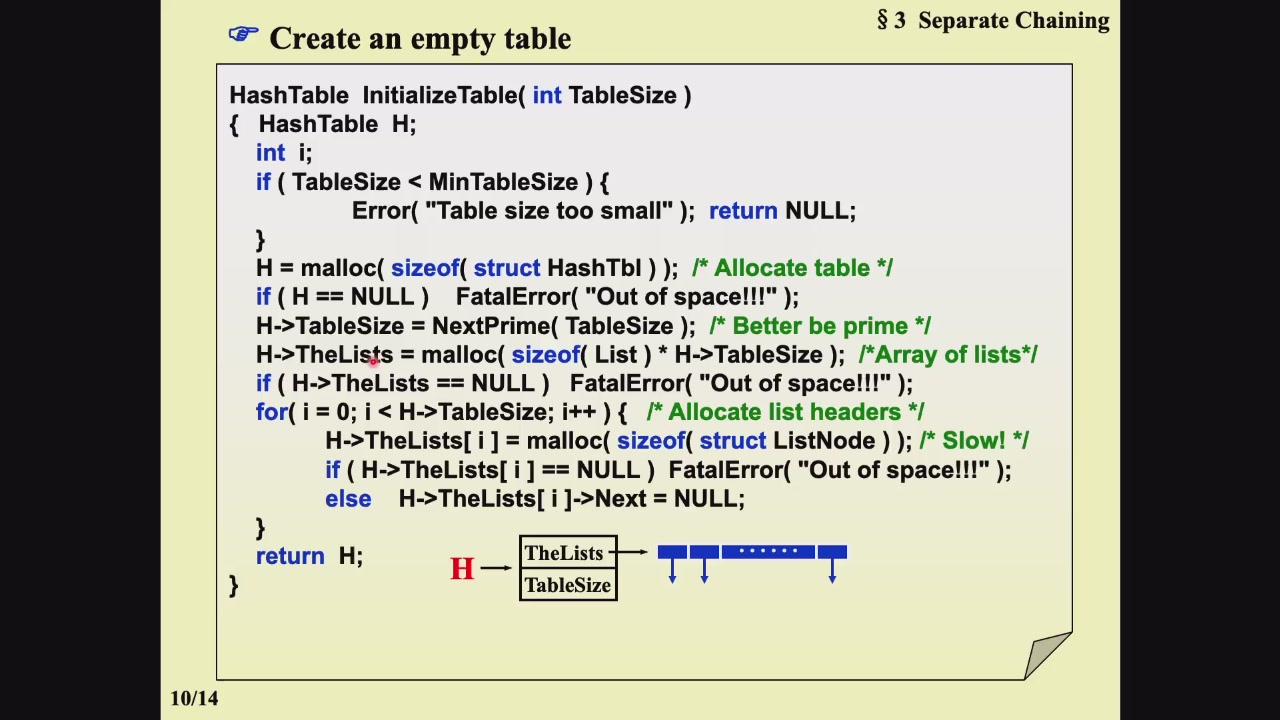 § 3 Separate Chaining
Create an empty table
HashTable InitializeTable( int TableSize )
{ HashTable H;
int i;
if ( TableSize < MinTableSize ) {
Error( "Table size too small" ); return NULL;
}
H = malloc( sizeof( struct HashTbl ) ); /* Allocate table */
if ( H == NULL ) FatalError( "Out of space!!!" );
H->TableSize = NextPrime( TableSize ); /* Better be prime */
H->TheLists = malloc( sizeof( List ) * H->TableSize ); /*Array of lists*/
if ( H->TheLists == NULL ) FatalError( "Out of space!!!" );
for( i = 0; i < H->TableSize; i++ ) { /* Allocate list headers */
H->TheLists[ i ] = malloc( sizeof( struct ListNode ) ); /* Slow! */
if ( H->TheLists[ i ] == NULL ) FatalError( "Out of space!!!" );
else H->TheLists[ i ]->Next = NULL;
}
return H;
}
H
TheLists
TableSize
10/14